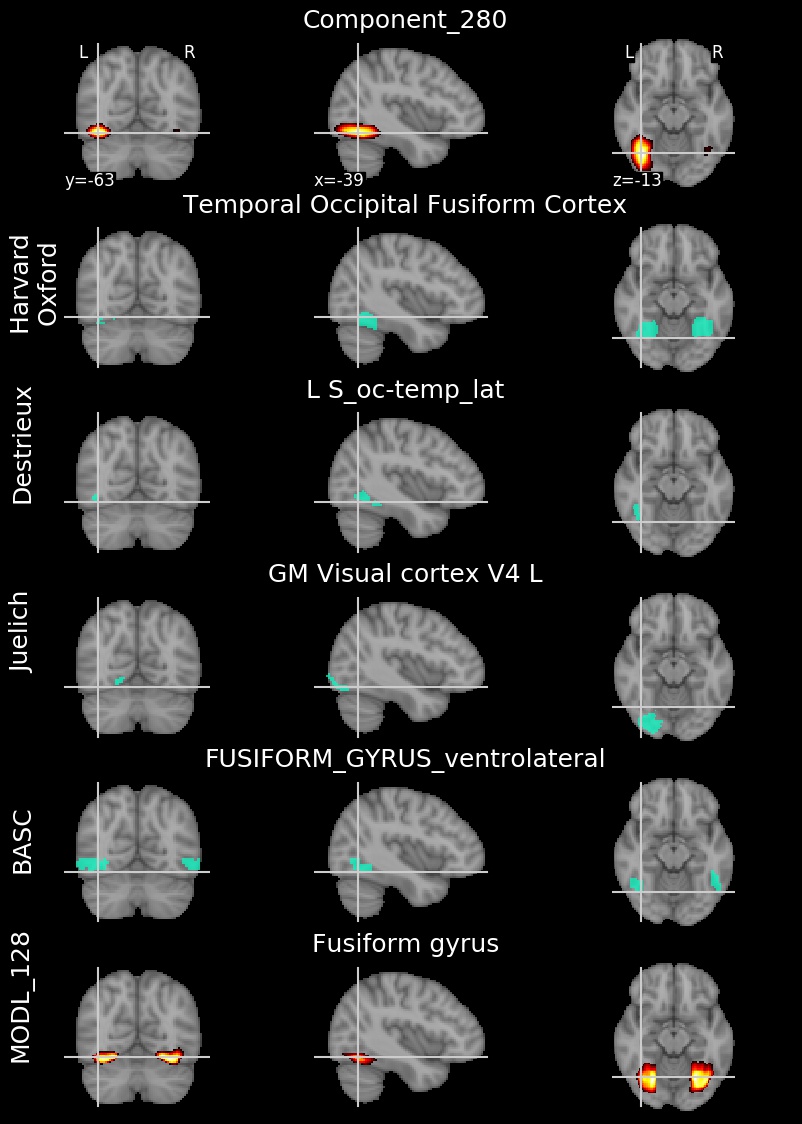 Component_280
L R
L R
y=-63
x=-39
z=-13
Temporal Occipital Fusiform Cortex
Harvard
Oxford
L S_oc-temp_lat
Destrieux
GM Visual cortex V4 L
Juelich
FUSIFORM_GYRUS_ventrolateral
BASC
Fusiform gyrus
MODL_128